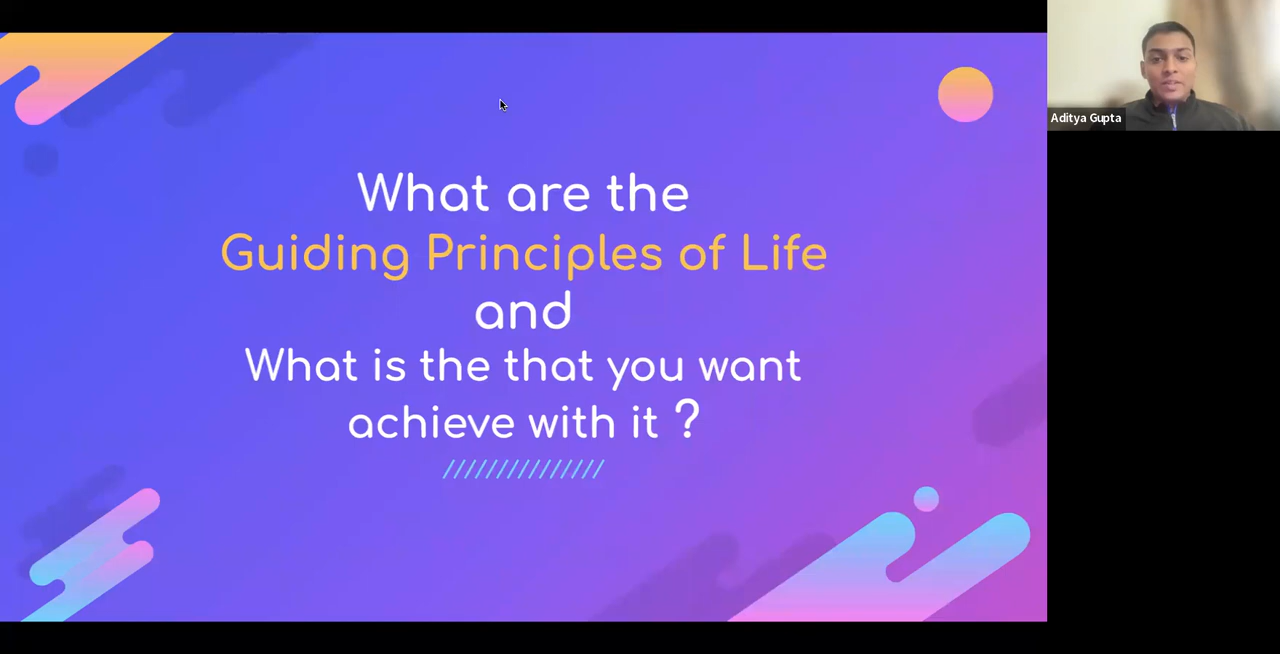 What are the
Guiding Principles of Life
and
What is the that you want
achieve with it ?
///////////////
Aditya Gupta